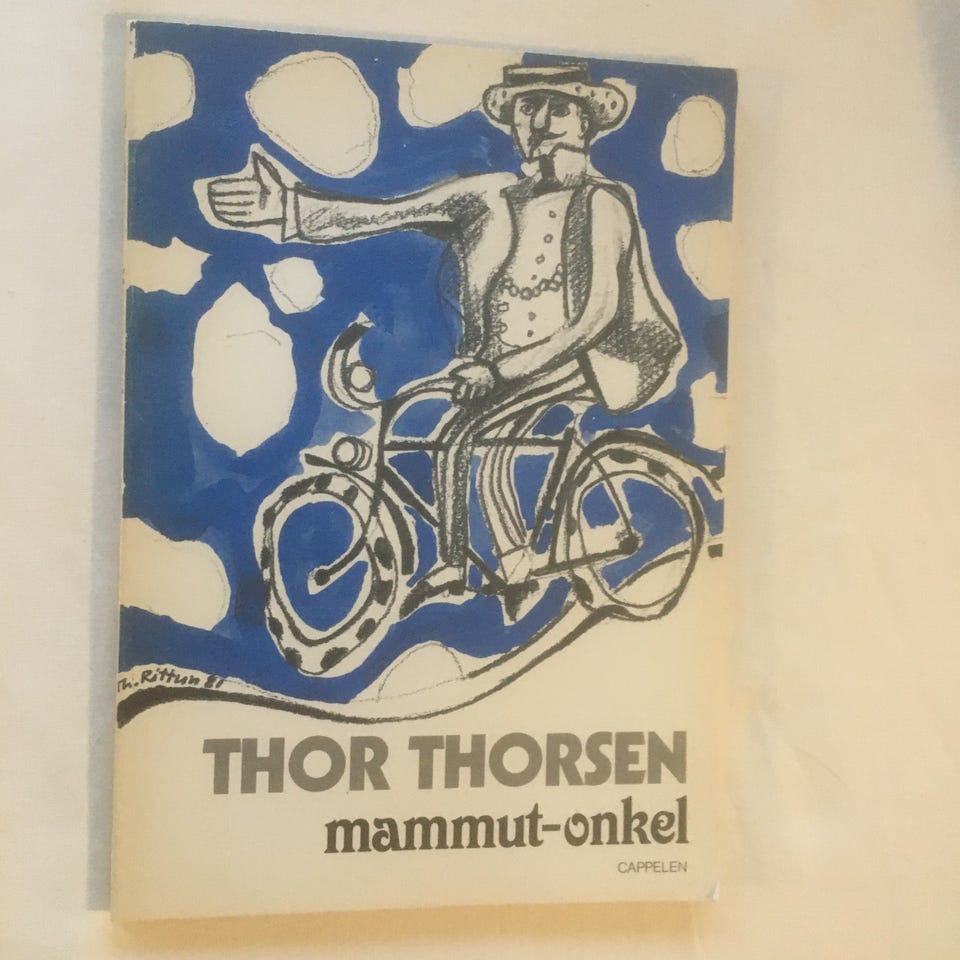 Th. Rittun 81
THOR THORSEN
mammut-onkel
CAPPELEN